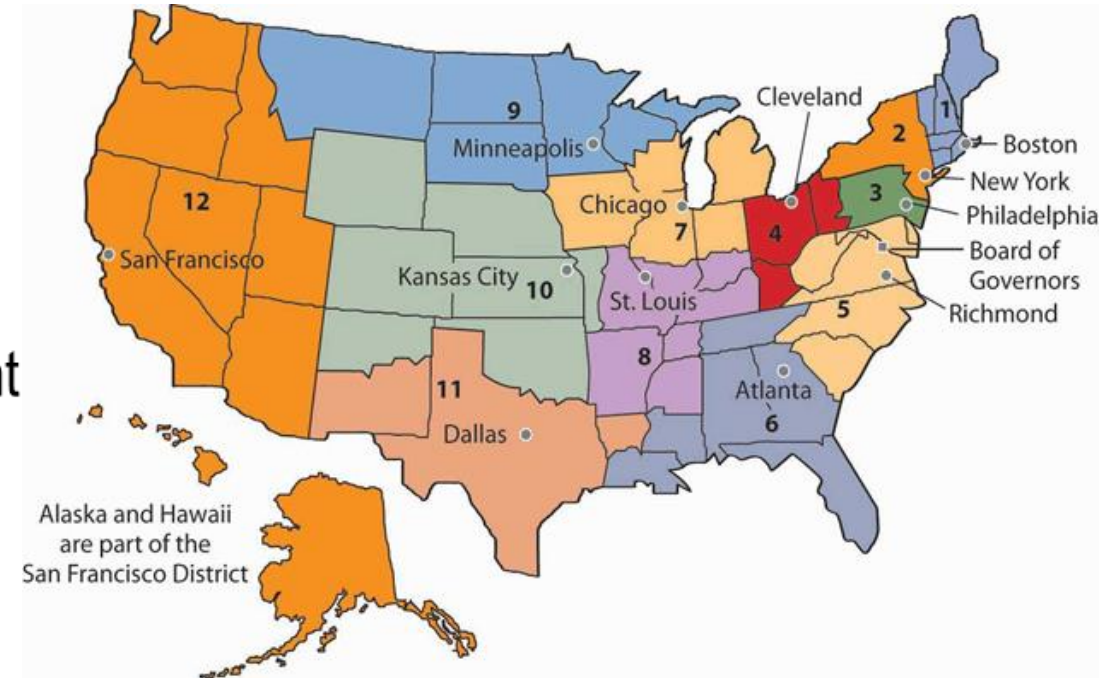 Cleveland
1
2
9
Boston
Minneapolis
New York
3
12
Chicago
Philadelphia
7
4
Board of
Governors
San Francisco
Kansas City
10
St. Louis
5
Richmond
8
nt
11
Atlanta
6
Dallas
Alaska and Hawaii
are part of the
San Francisco District